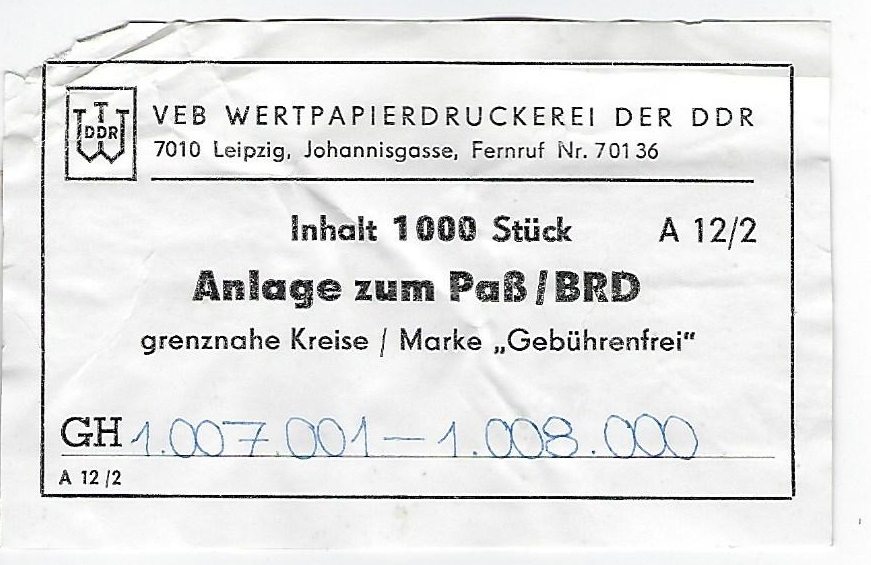 T
DDR
W
VEB WERTPAPIERDRUCKEREI DER DDR
7010 Leipzig, Johannisgasse, Fernruf Nr. 70136
Inhalt 1000 Stück A 12/2
Anlage zum Paß/BRD
grenznahe Kreise / Marke „Gebührenfrei“
GH 1.007.001 — 1.008.000
A 12/2